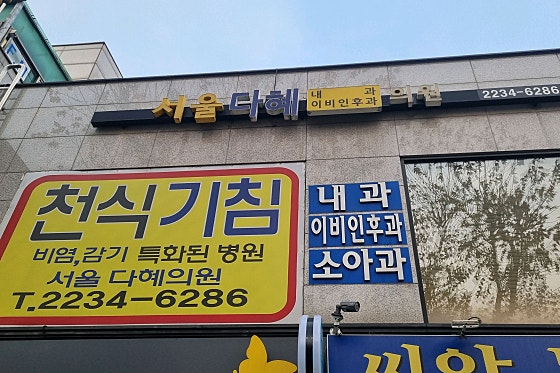 서울다혜 내과 이비인후과 의원 2234-6286
천식기침
비염,감기 특화된 병원
서울 다혜의원
T.2234-6286
내과
이비인후과
소아과